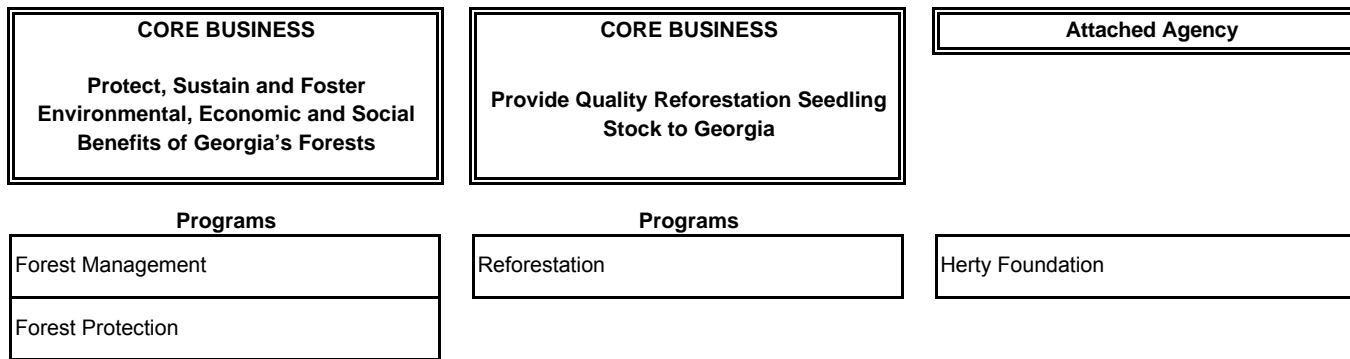 CORE BUSINESS
Protect, Sustain and Foster
Environmental, Economic and Social
Benefits of Georgia’s Forests
CORE BUSINESS
Provide Quality Reforestation Seedling
Stock to Georgia
Attached Agency
Programs
Forest Management
Forest Protection
Programs
Reforestation
Herty Foundation